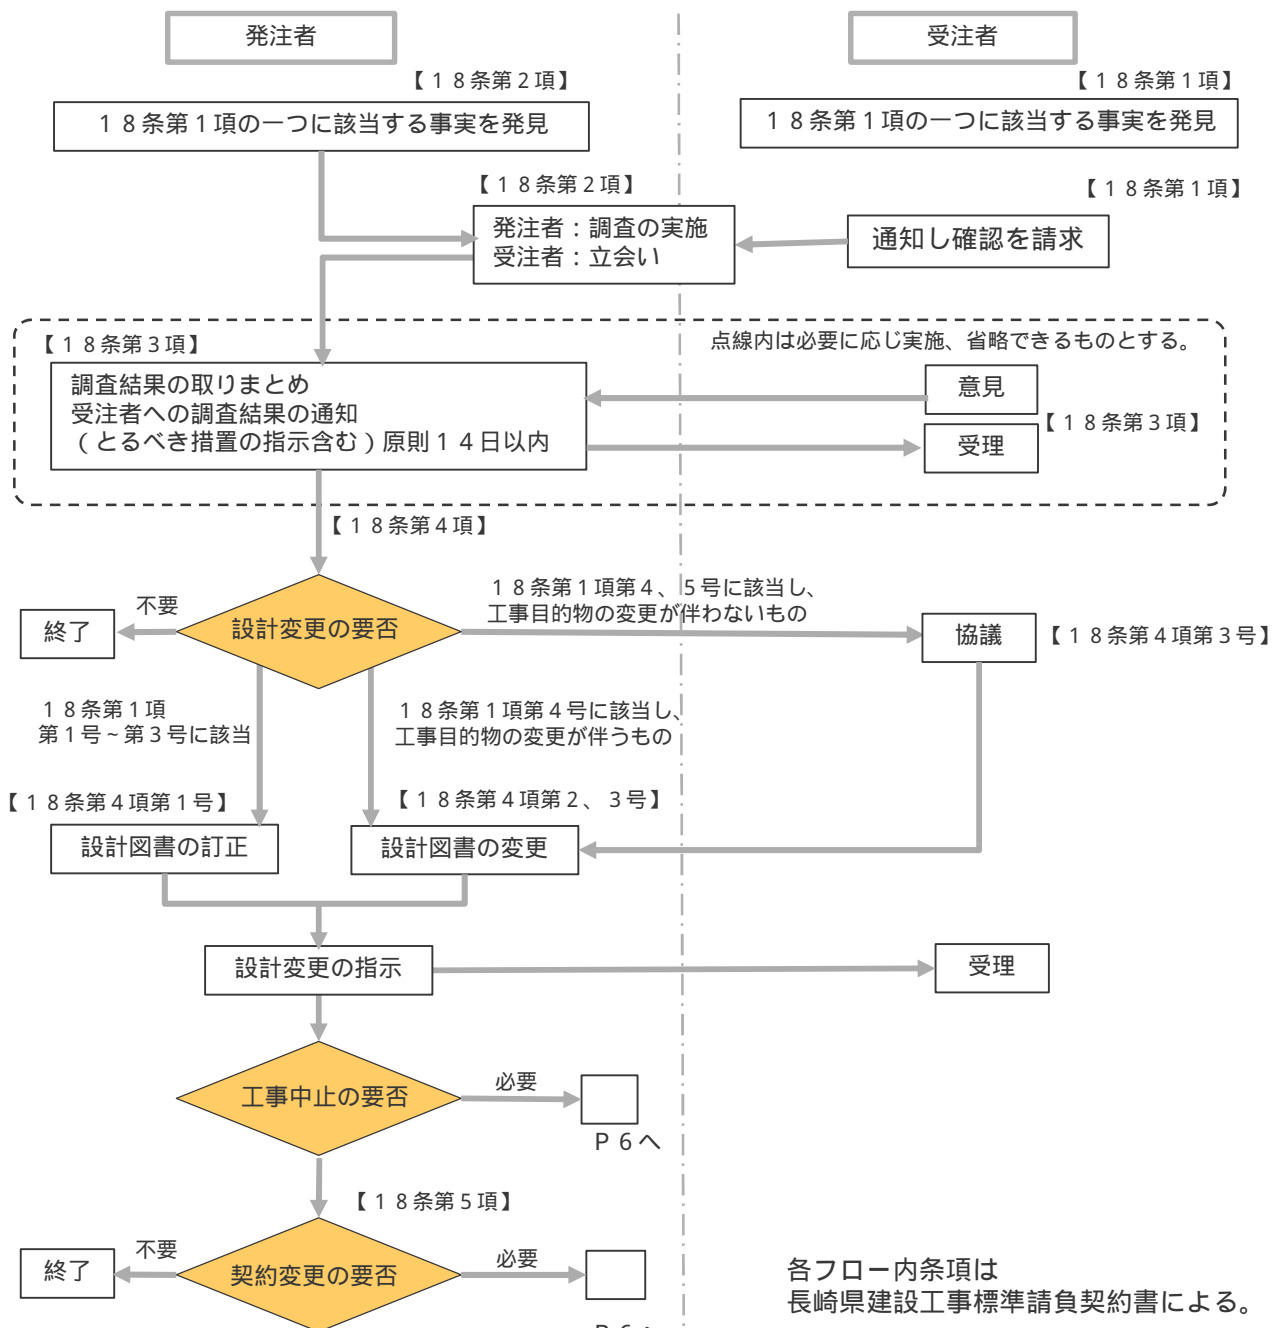 発注者
受注者
【１８条第２項】
【１８条第１項】
１８条第１項の一つに該当する事実を発見
１８条第１項の一つに該当する事実を発見
【１８条第２項】
【１８条第１項】
発注者：調査の実施
受注者：立会い
通知し確認を請求
点線内は必要に応じ実施、省略できるものとする。
【１８条第３項】
調査結果の取りまとめ
受注者への調査結果の通知
（とるべき措置の指示含む）原則１４日以内
意見
【１８条第３項】
受理
【１８条第４項】
１８条第１項第４、５号に該当し、
工事目的物の変更が伴わないもの
不要
終了
設計変更の要否
協議
【１８条第４項第３号】
１８条第１項
第１号～第３号に該当
１８条第１項第４号に該当し、
工事目的物の変更が伴うもの
【１８条第４項第１号】
【１８条第４項第２、３号】
設計図書の訂正
設計図書の変更
設計変更の指示
受理
工事中止の要否
必要
Ｐ６へ
【１８条第５項】
不要
終了
契約変更の要否
必要
各フロー内条項は
長崎県建設工事標準請負契約書による。